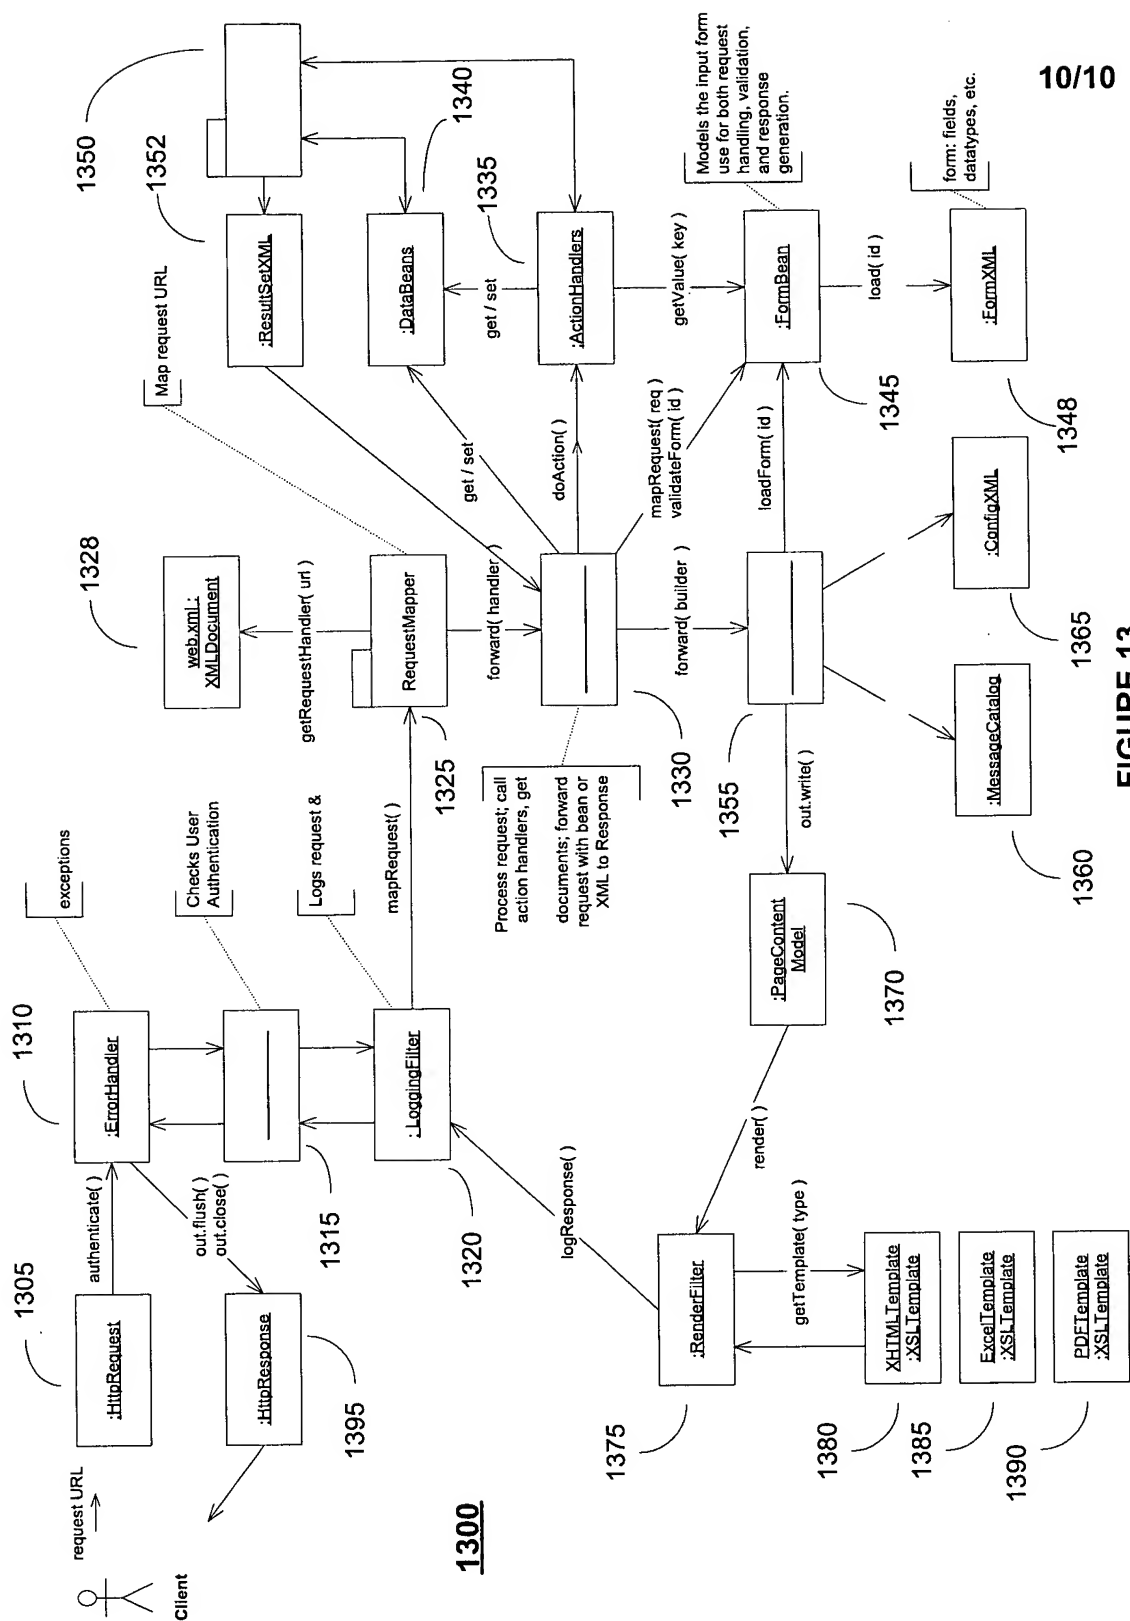 10/10
1300
Client
request URL
1305
:HttpRequest
authenticate( )
1310
:ErrorHandler
exceptions
out.flush( )
out.close( )
:HttpResponse
1395
1315
Checks User
Authentication
:LoggingFilter
1320
Logs request &
mapRequest( )
logResponse( )
1325
RequestMapper
Map request URL
getRequestHandler( url )
web.xml :
XMLDocument
1328
forward( handler )
1330
Process request; call
action handlers, get
documents; forward
request with bean or
XML to Response
get / set
doAction( )
mapRequest( req )
validateForm( id )
:ResultSetXML
1352
1350
:DataBeans
1340
get / set
:ActionHandlers
1335
getValue( key )
:FormBean
1345
Models the input form
use for both request
handling, validation,
and response
generation.
load( id )
:FormXML
1348
form: fields,
datatypes, etc.
forward( builder )
loadForm( id )
1355
:ConfigXML
1365
:MessageCatalog
1360
out.write( )
:PageContent
Model
1370
render( )
:RenderFilter
1375
getTemplate( type )
XHTMLTemplate
:XSLTemplate
1380
ExcelTemplate
:XSLTemplate
1385
PDFTemplate
:XSLTemplate
1390
FIGURE 13